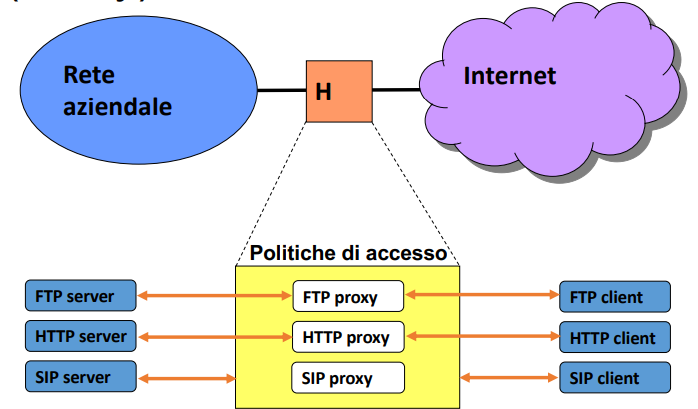 Rete
aziendale
H
Internet
Politiche di accesso
FTP server
FTP proxy
FTP client
HTTP server
HTTP proxy
HTTP client
SIP server
SIP proxy
SIP client